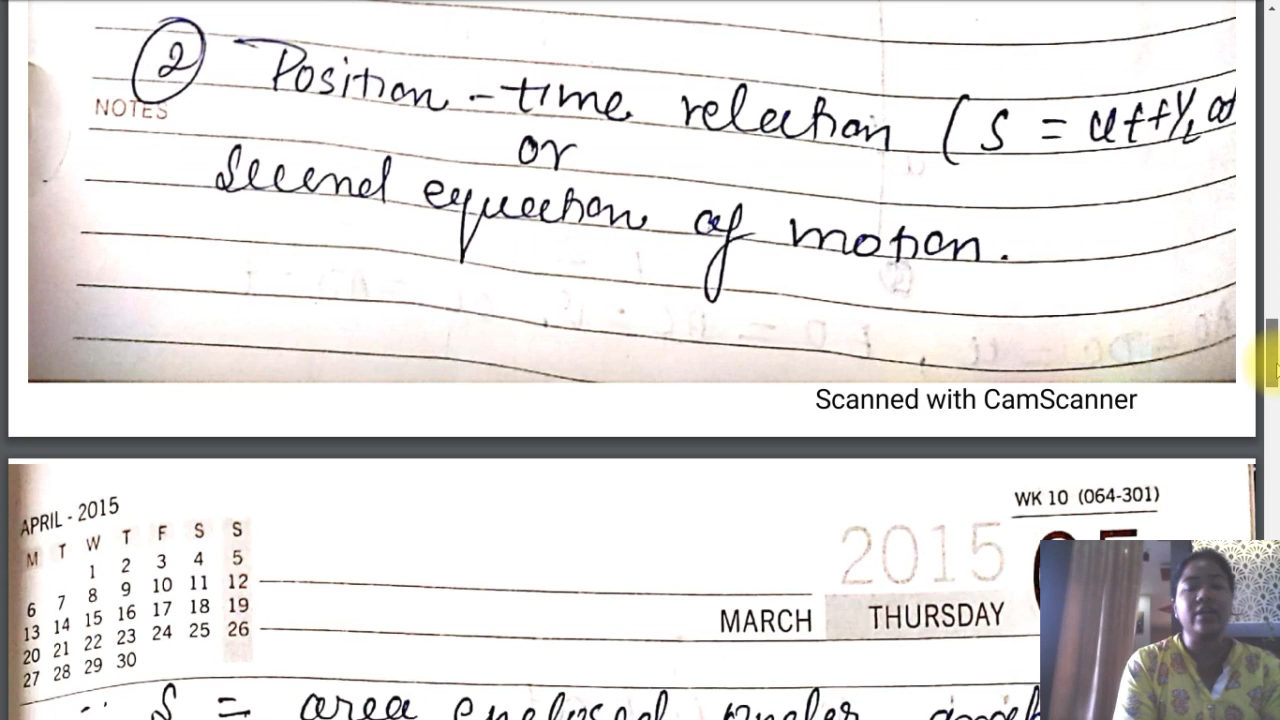 2 Position - time relation ( S = ut + 1/2 at
NOTES
or
Second equation of motion.
Scanned with CamScanner
APRIL - 2015
WK 10 (064-301)
M T W T F S S
1 2 3 4 5
6 7 8 9 10 11 12
13 14 15 16 17 18 19
20 21 22 23 24 25 26
27 28 29 30
2015
MARCH THURSDAY
∵ S = area enclosed under